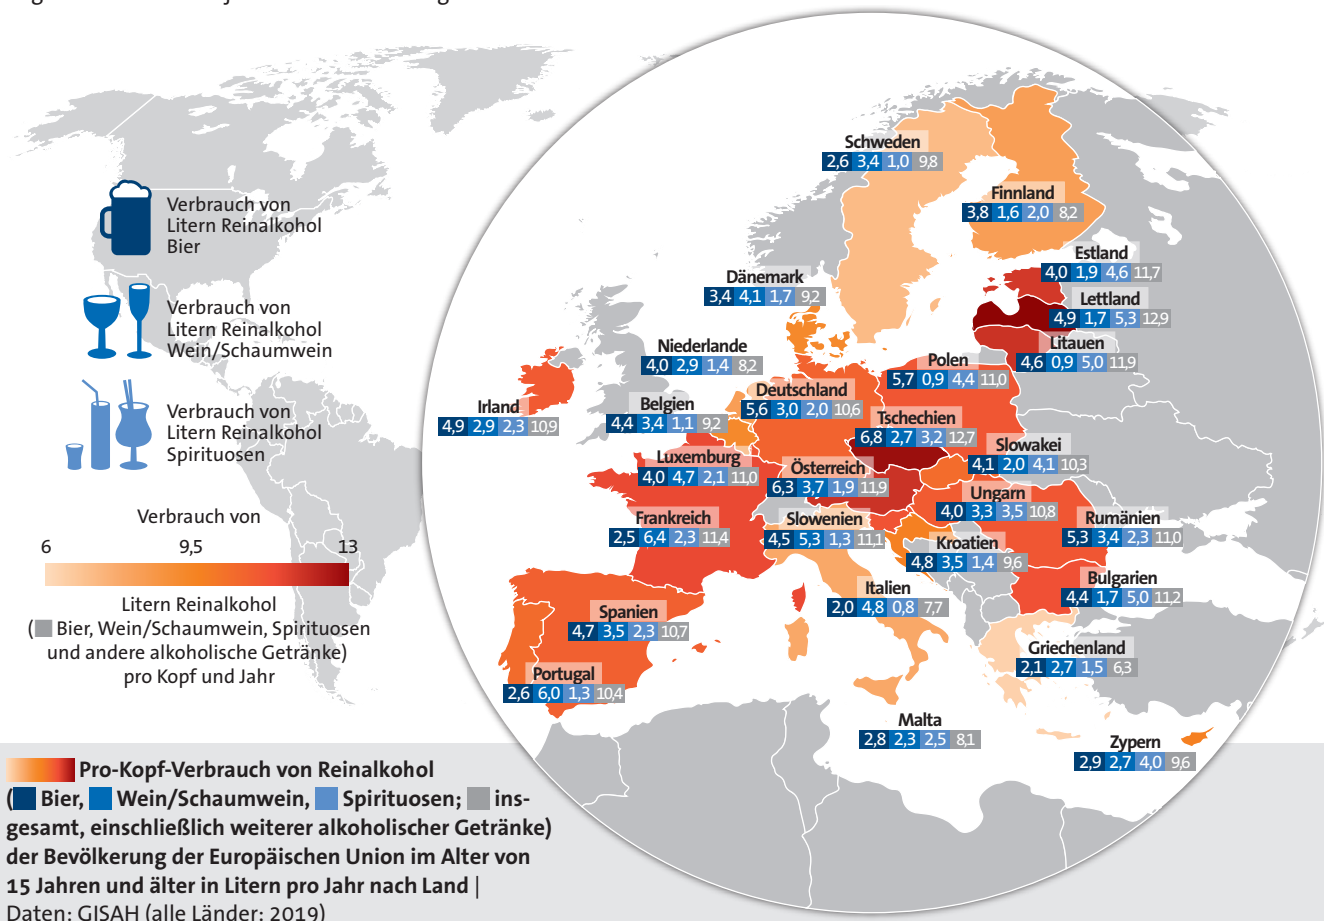 Verbrauch von
Litern Reinalkohol
Bier
Verbrauch von
Litern Reinalkohol
Wein/Schaumwein
Verbrauch von
Litern Reinalkohol
Spirituosen
Verbrauch von
6 9,5 13
Litern Reinalkohol
( Bier, Wein/Schaumwein, Spirituosen
und andere alkoholische Getränke)
pro Kopf und Jahr
Schweden
2,6 3,4 1,0 9,8
Finnland
3,8 1,6 2,0 8,2
Estland
4,0 1,9 4,6 11,7
Dänemark
3,4 4,1 1,7 9,2
Lettland
4,9 1,7 5,3 12,9
Litauen
4,6 0,9 5,0 11,9
Niederlande
4,0 2,9 1,4 8,2
Polen
5,7 0,9 4,4 11,0
Deutschland
5,6 3,0 2,0 10,6
Irland
4,9 2,9 2,3 10,9
Belgien
4,4 3,4 1,1 9,2
Tschechien
6,8 2,7 3,2 12,7
Slowakei
4,1 2,0 4,1 10,3
Luxemburg
4,0 4,7 2,1 11,0
Österreich
6,3 3,7 1,9 11,9
Ungarn
4,0 3,3 3,5 10,8
Frankreich
2,5 6,4 2,3 11,4
Slowenien
4,5 5,3 1,3 11,1
Rumänien
5,3 3,4 2,3 11,0
Kroatien
4,8 3,5 1,4 9,6
Bulgarien
4,4 1,7 5,0 11,2
Italien
2,0 4,8 0,8 7,7
Spanien
4,7 3,5 2,3 10,7
Griechenland
2,1 2,7 1,5 6,3
Portugal
2,6 6,0 1,3 10,4
Malta
2,8 2,3 2,5 8,1
Zypern
2,9 2,7 4,0 9,6
Pro-Kopf-Verbrauch von Reinalkohol
( Bier, Wein/Schaumwein, Spirituosen; ins-
gesamt, einschließlich weiterer alkoholischer Getränke)
der Bevölkerung der Europäischen Union im Alter von
15 Jahren und älter in Litern pro Jahr nach Land |
Daten: GISAH (alle Länder: 2019)